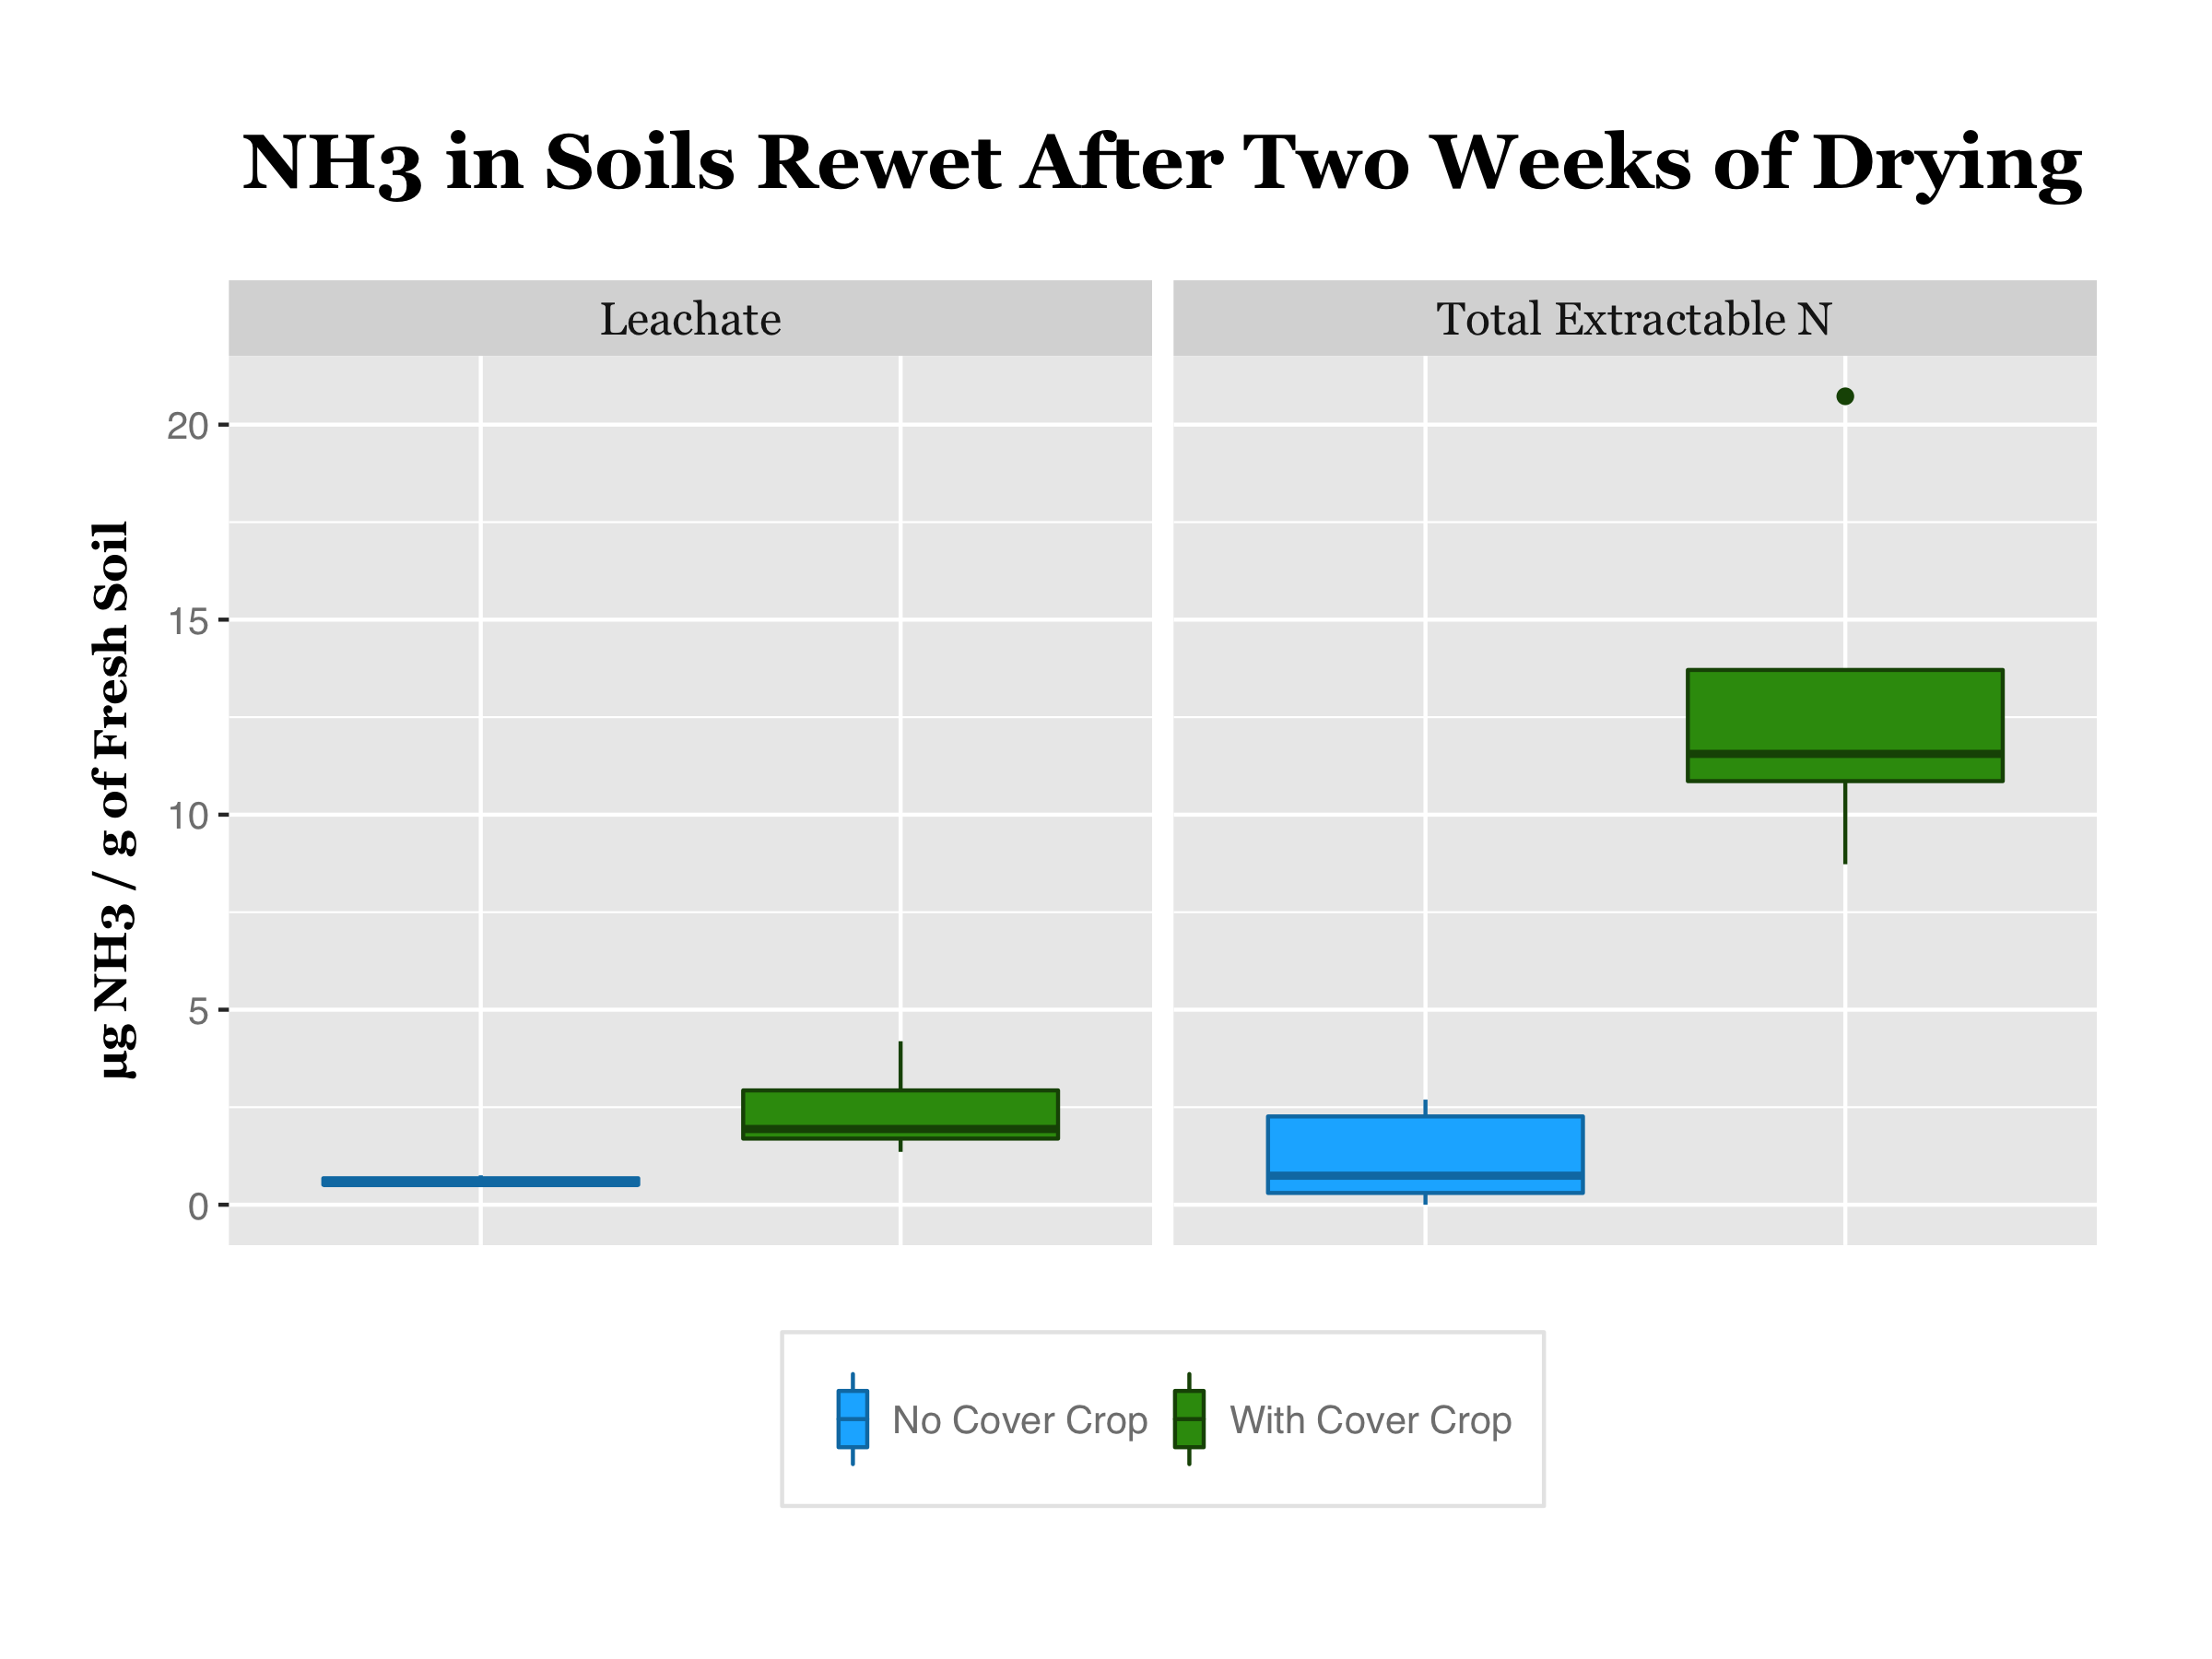 NH3 in Soils Rewet After Two Weeks of Drying
Leachate
Total Extractable N
µg NH3 / g of Fresh Soil
20
15
10
5
0
No Cover Crop
With Cover Crop